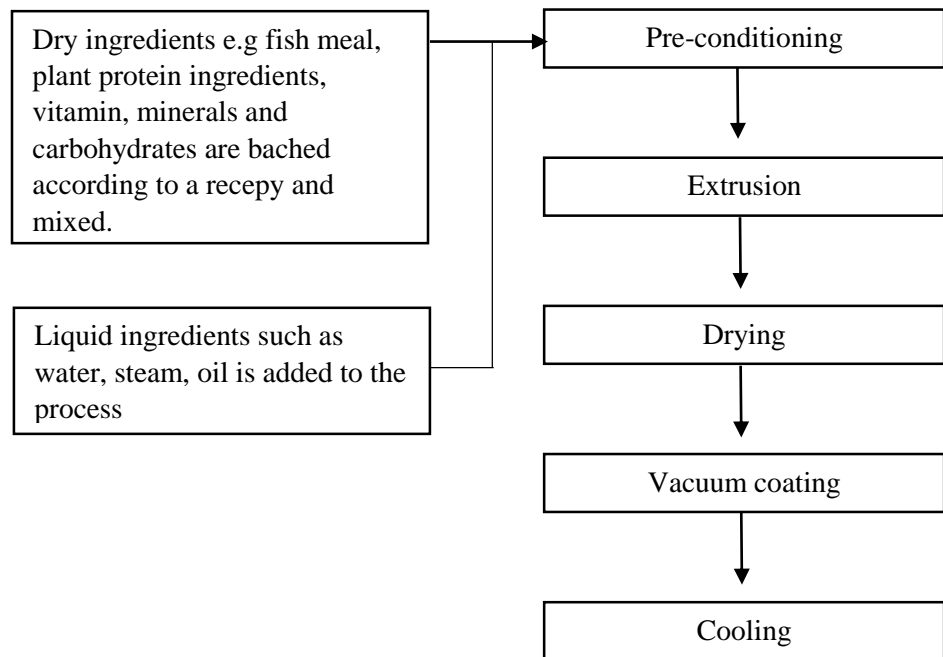 Dry ingredients e.g fish meal,
plant protein ingredients,
vitamin, minerals and
carbohydrates are bached
according to a recepy and
mixed.
Liquid ingredients such as
water, steam, oil is added to the
process
Pre-conditioning
Extrusion
Drying
Vacuum coating
Cooling